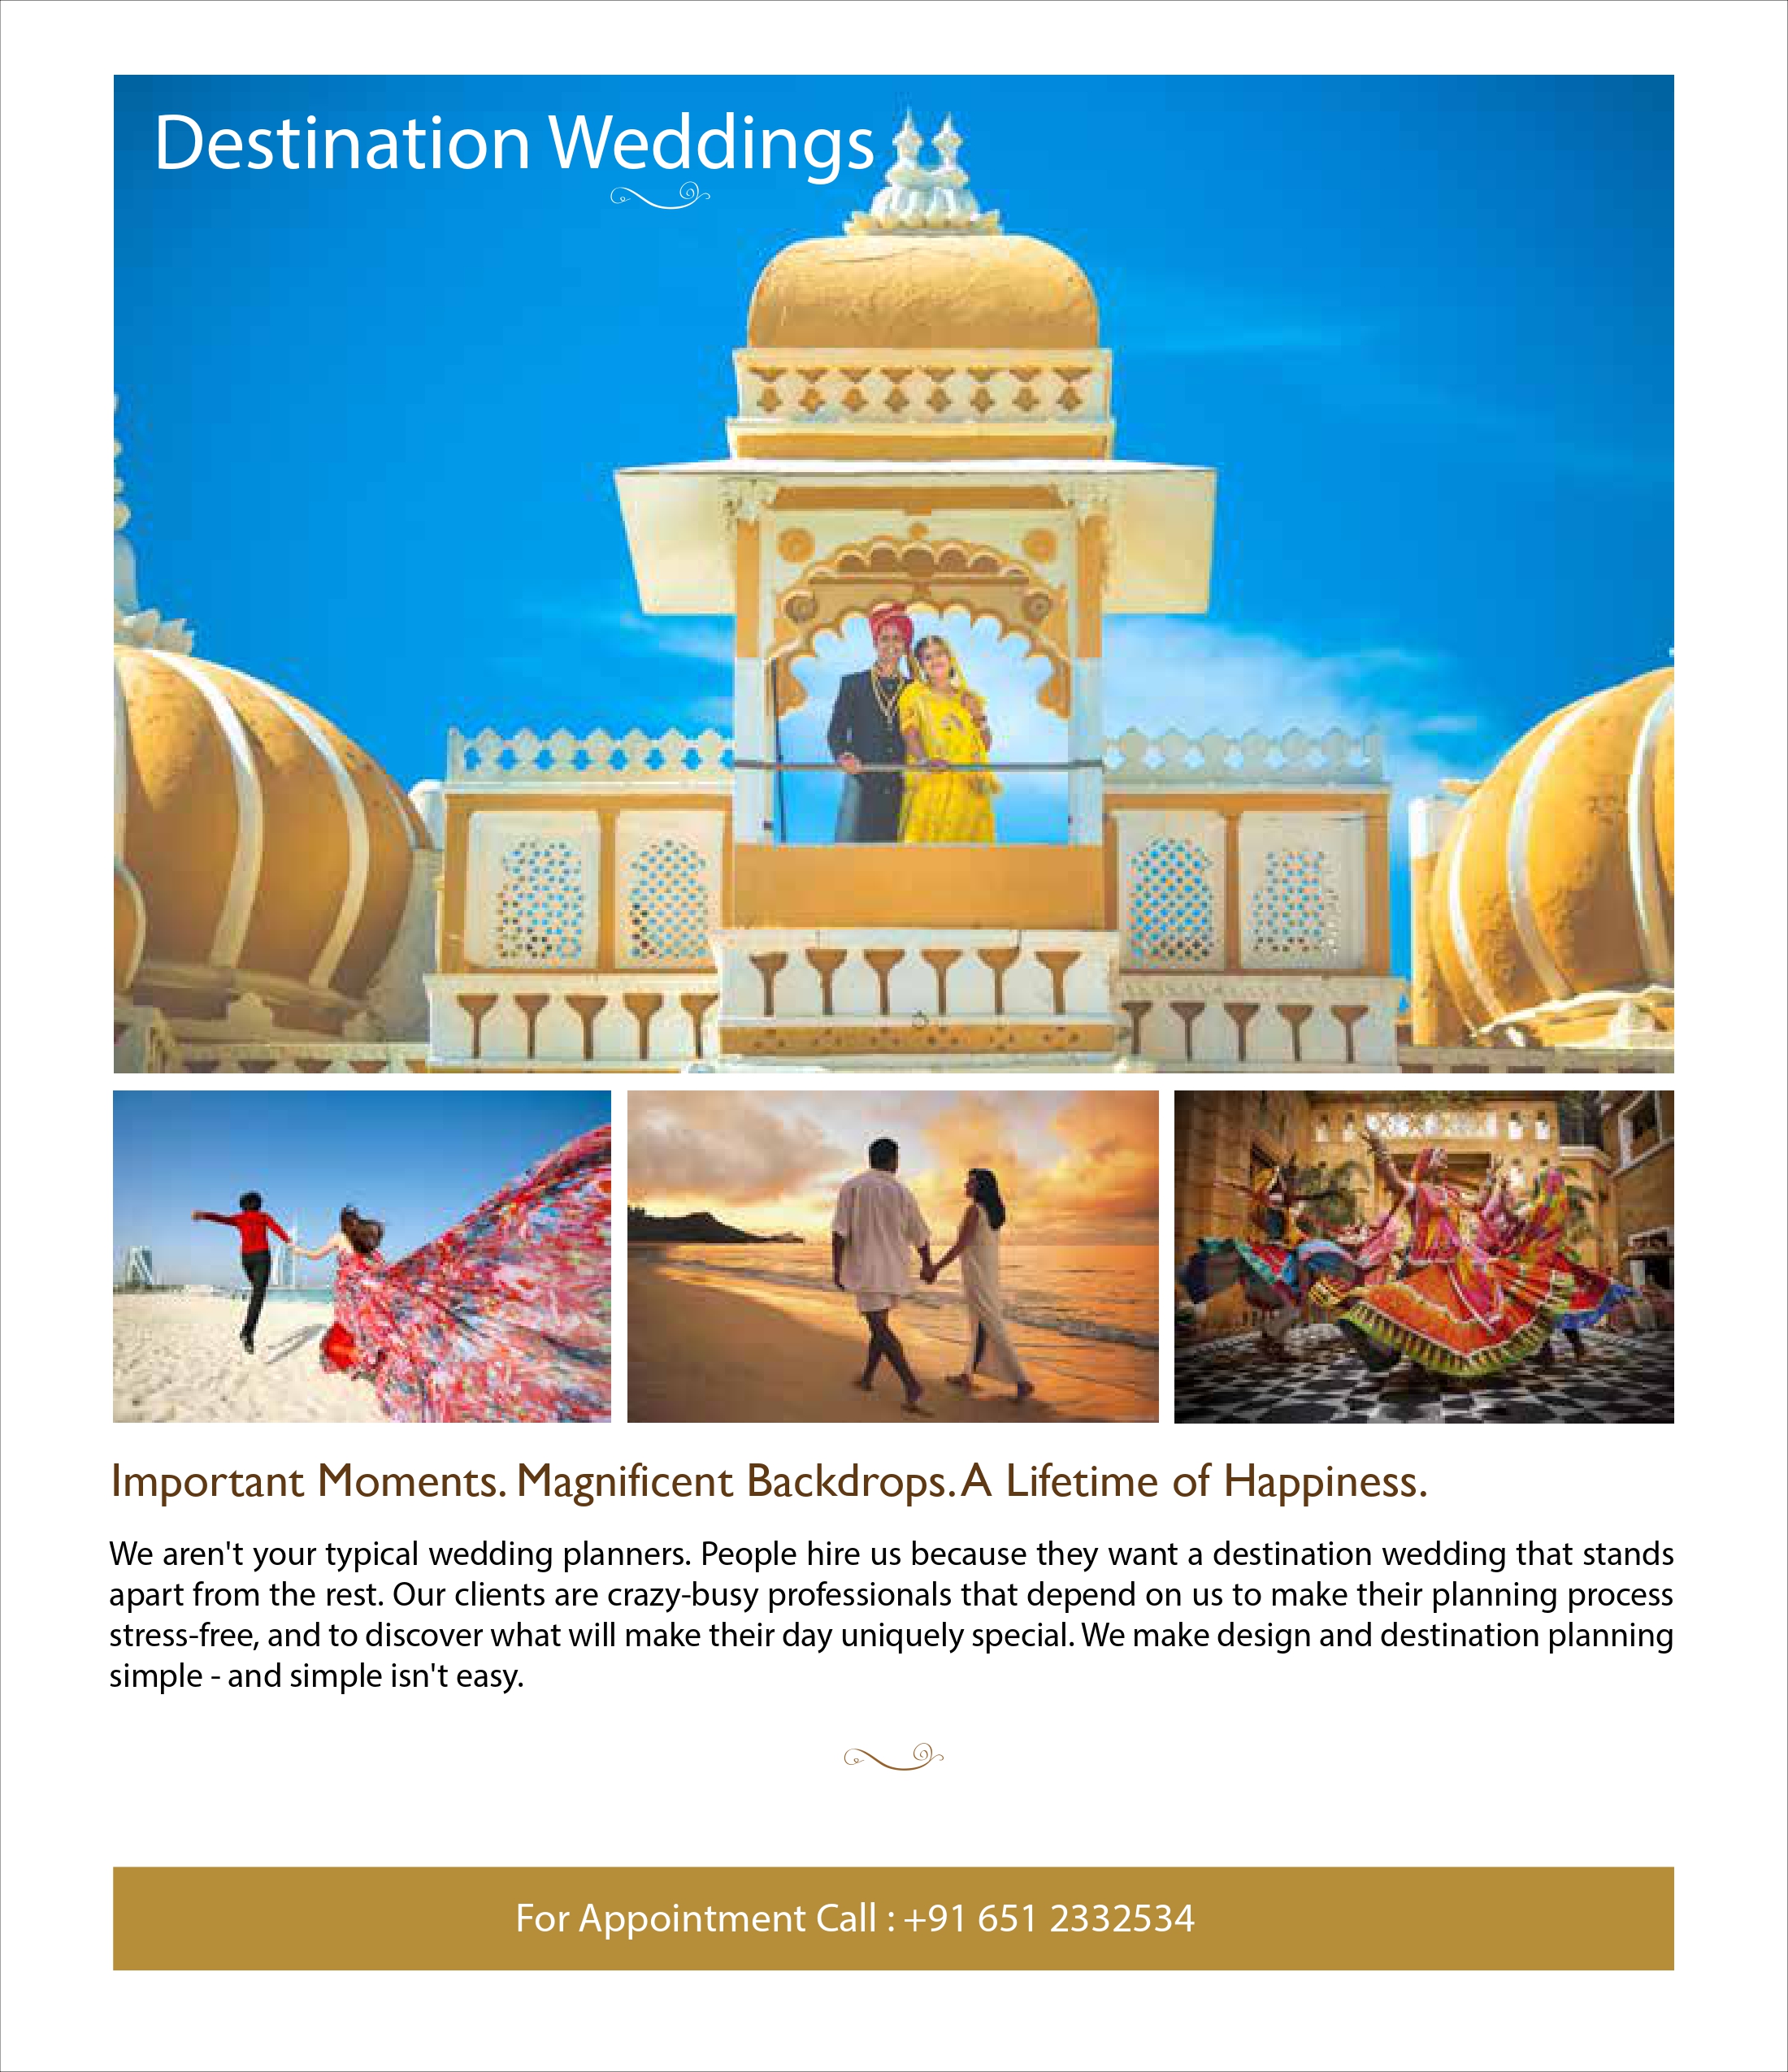 Destination Weddings
Important Moments. Magnificent Backdrops. A Lifetime of Happiness.
We aren't your typical wedding planners. People hire us because they want a destination wedding that stands
apart from the rest. Our clients are crazy-busy professionals that depend on us to make their planning process
stress-free, and to discover what will make their day uniquely special. We make design and destination planning
simple - and simple isn't easy.
For Appointment Call : +91 651 2332534